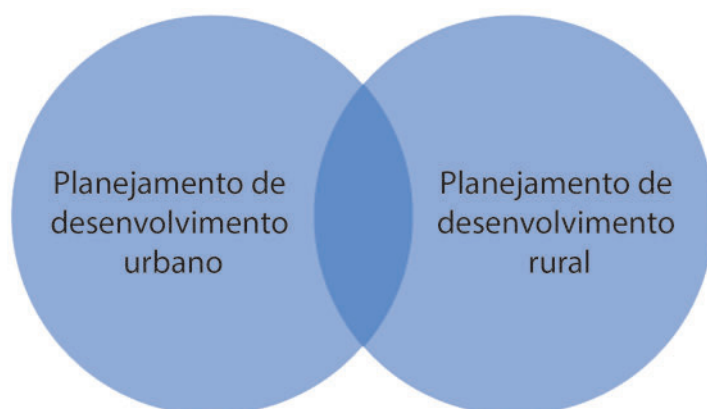 Planejamento de
desenvolvimento
urbano
Planejamento de
desenvolvimento
rural